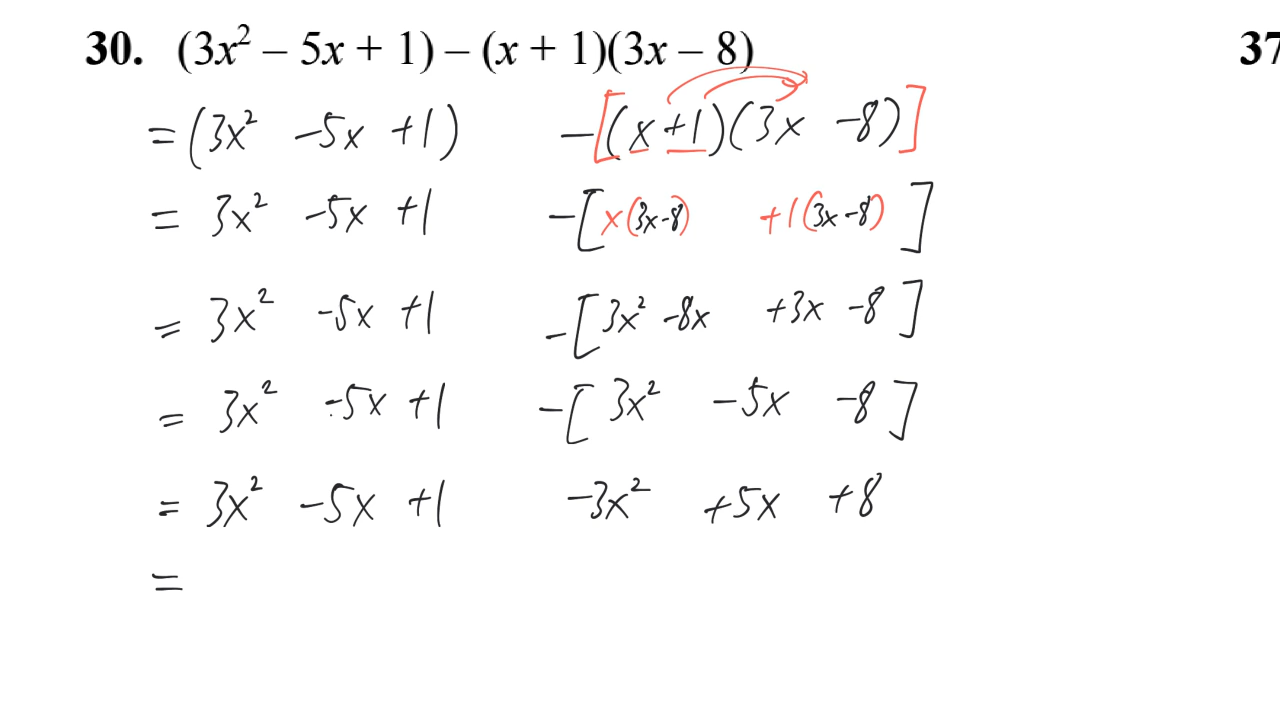 30. (3x² – 5x + 1) – (x + 1)(3x – 8)
37
= (3x² -5x +1) -[(x +1)(3x -8)]
= 3x² -5x +1 -[x(3x-8) +1(3x-8)]
= 3x² -5x +1 -[3x² -8x +3x -8]
= 3x² -5x +1 -[3x² -5x -8]
= 3x² -5x +1 -3x² +5x +8
=